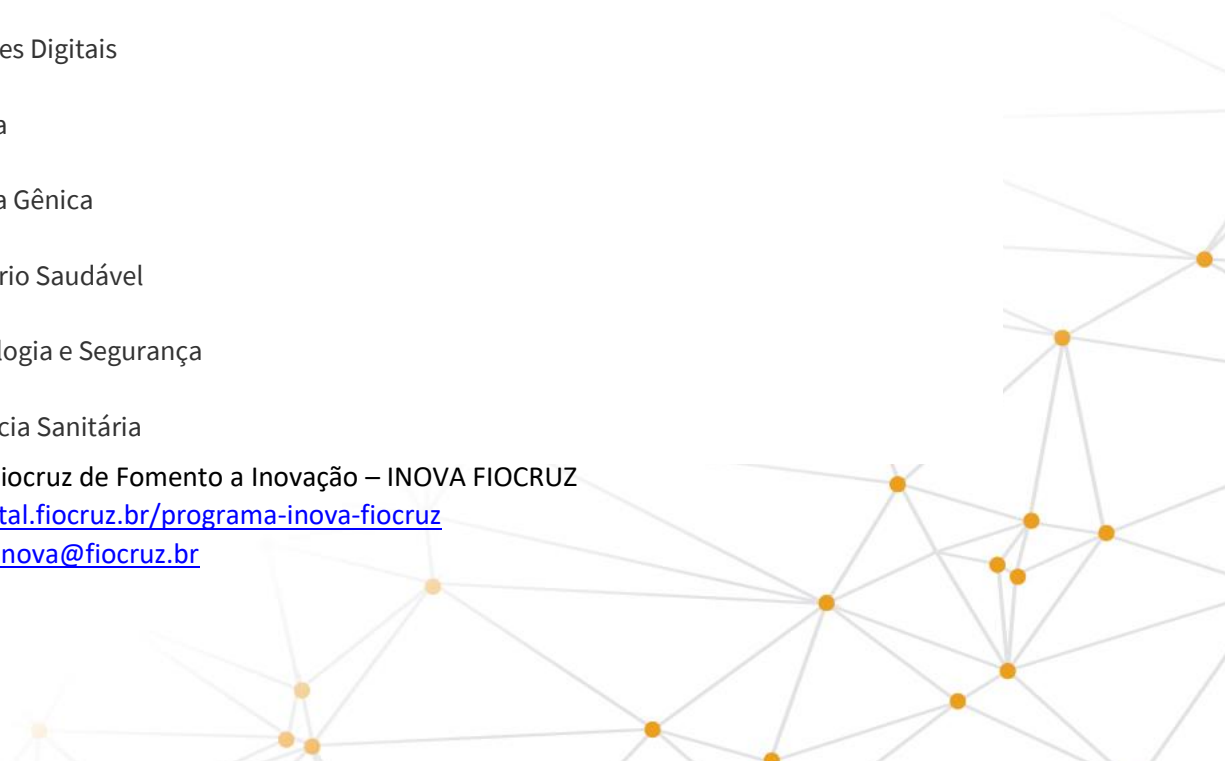 es Digitais
a
a Gênica
rio Saudável
logia e Segurança
cia Sanitária
iocruz de Fomento a Inovação – INOVA FIOCRUZ
tal.fiocruz.br/programa-inova-fiocruz
nova@fiocruz.br